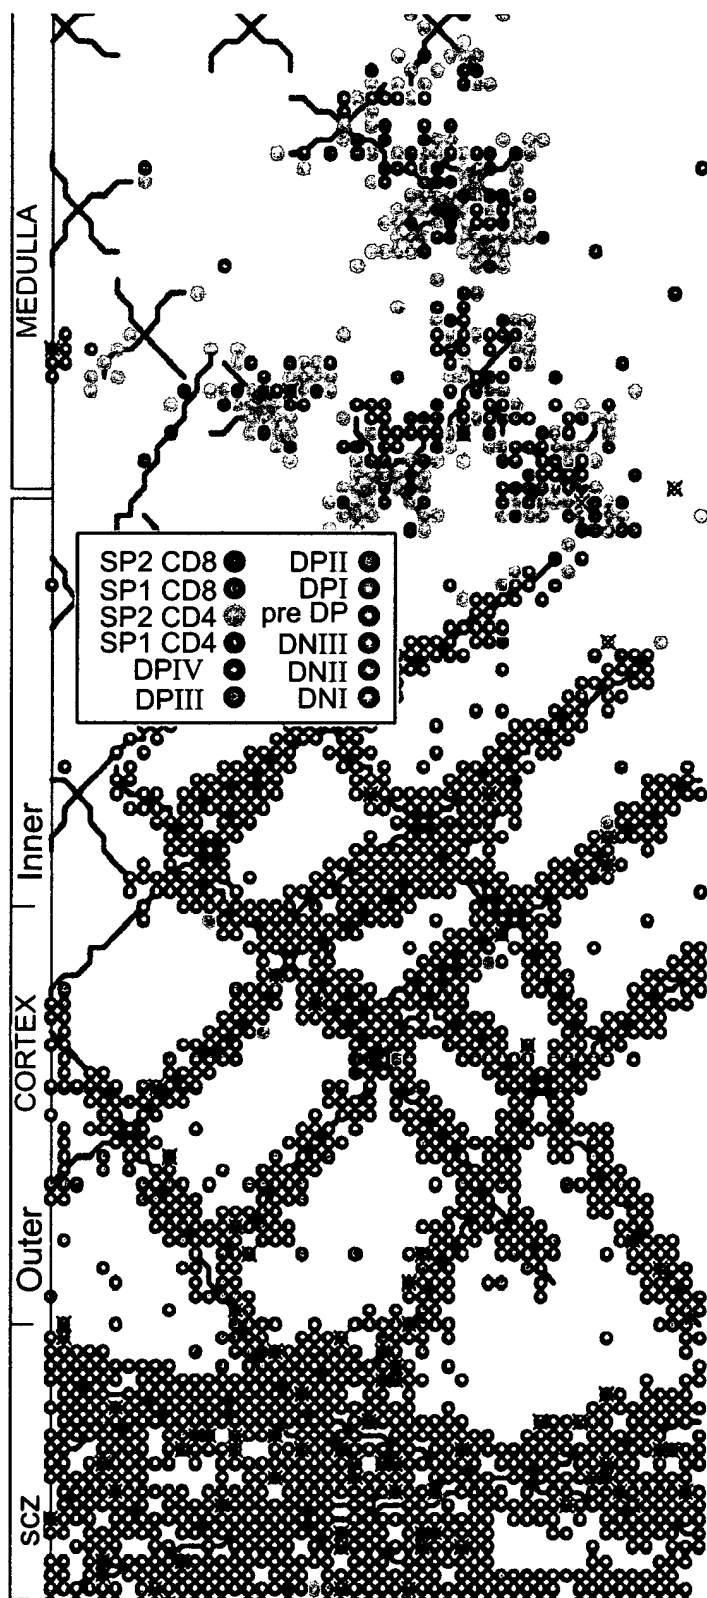 MEDULLA
SP2 CD8 DPII
SP1 CD8 DPI
SP2 CD4 pre DP
SP1 CD4 DNIII
DPIV DNII
DPIII DNI
Inner
CORTEX
Outer
SCZ